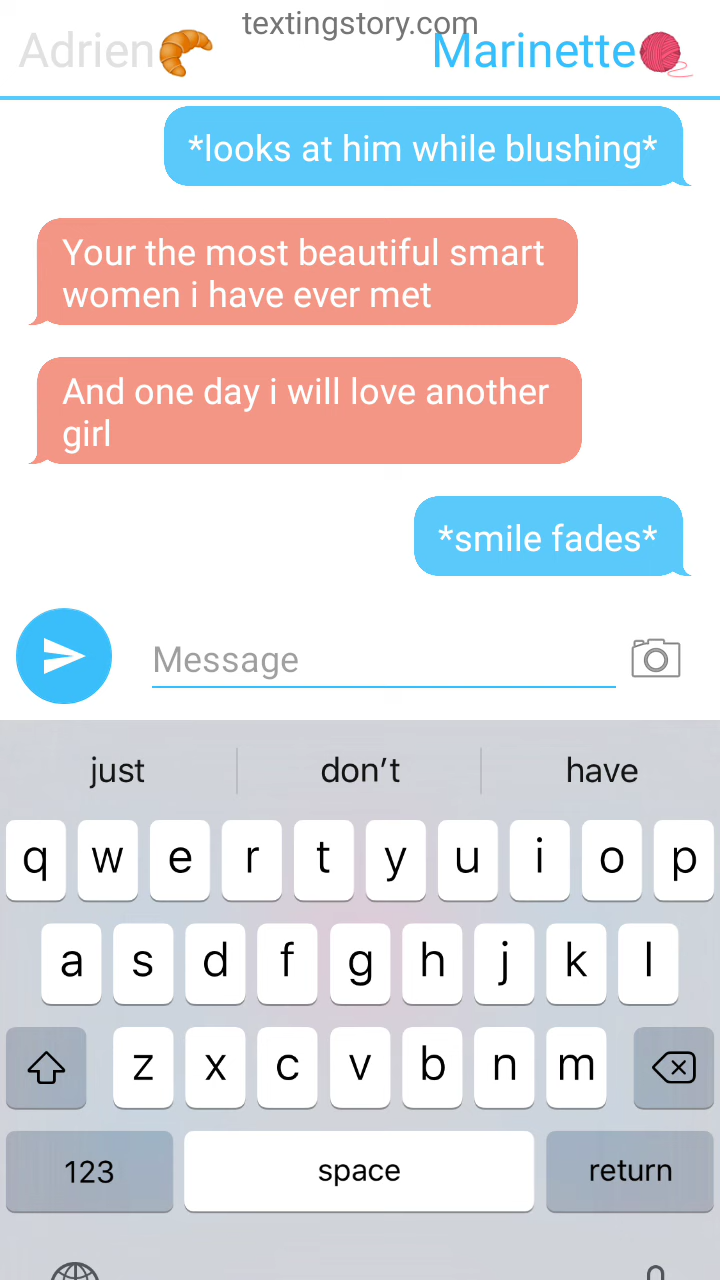 textingstory.com
Adrien🥐 Marinette🧶
*looks at him while blushing*
Your the most beautiful smart
women i have ever met
And one day i will love another
girl
*smile fades*
Message
just don’t have
q w e r t y u i o p
a s d f g h j k l
z x c v b n m
123 space return